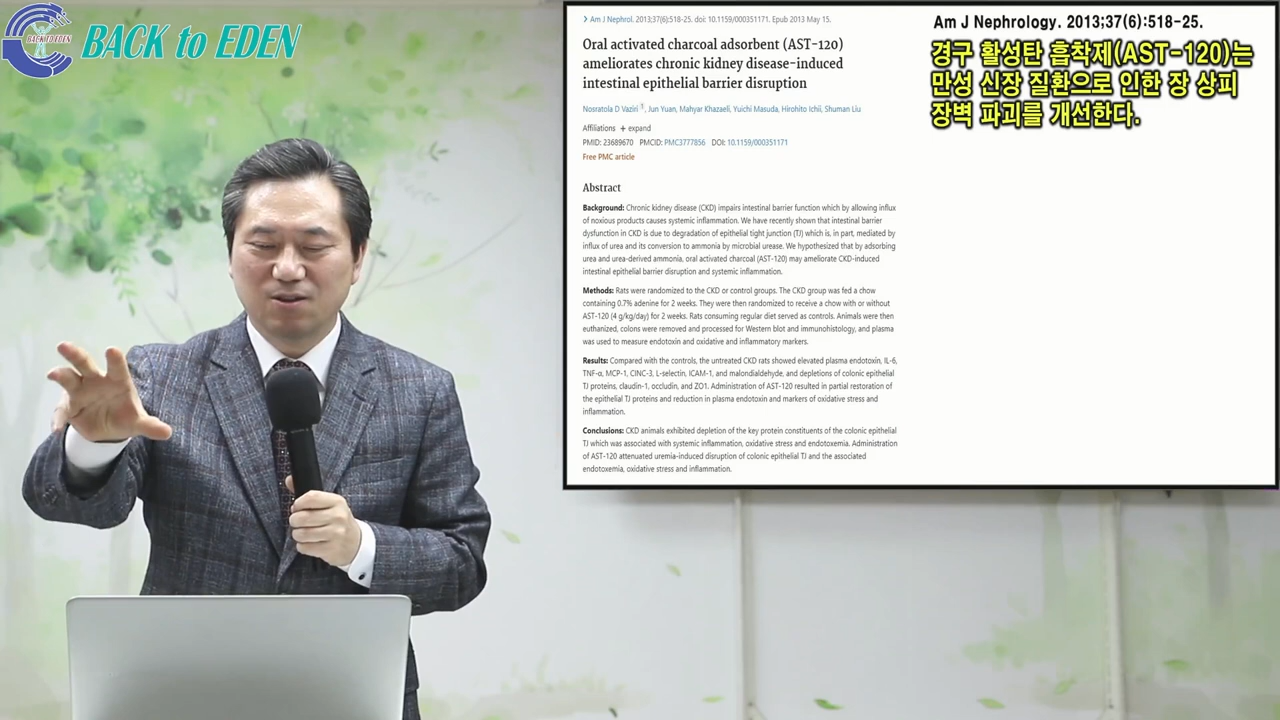 BACK TO EDEN
BACK to EDEN
Am J Nephrol. 2013;37(6):518-25. doi: 10.1159/000351171. Epub 2013 May 15.
Oral activated charcoal adsorbent (AST-120)
ameliorates chronic kidney disease-induced
intestinal epithelial barrier disruption
Nosratola D Vaziri 1, Jun Yuan, Mahyar Khazaeli, Yuichi Masuda, Hirohito Ichii, Shuman Liu
Affiliations + expand
PMID: 23689670 PMCID: PMC3777856 DOI: 10.1159/000351171
Free PMC article
Abstract
Background: Chronic kidney disease (CKD) impairs intestinal barrier function which by allowing influx
of noxious products causes systemic inflammation. We have recently shown that intestinal barrier
dysfunction in CKD is due to degradation of epithelial tight junction (TJ) which is, in part, mediated by
influx of urea and its conversion to ammonia by microbial urease. We hypothesized that by adsorbing
urea and urea-derived ammonia, oral activated charcoal (AST-120) may ameliorate CKD-induced
intestinal epithelial barrier disruption and systemic inflammation.
Methods: Rats were randomized to the CKD or control groups. The CKD group was fed a chow
containing 0.7% adenine for 2 weeks. They were then randomized to receive a chow with or without
AST-120 (4 g/kg/day) for 2 weeks. Rats consuming regular diet served as controls. Animals were then
euthanized, colons were removed and processed for Western blot and immunohistology, and plasma
was used to measure endotoxin and oxidative and inflammatory markers.
Results: Compared with the controls, the untreated CKD rats showed elevated plasma endotoxin, IL-6,
TNF-α, MCP-1, CINC-3, L-selectin, ICAM-1, and malondialdehyde, and depletions of colonic epithelial
TJ proteins, claudin-1, occludin, and ZO1. Administration of AST-120 resulted in partial restoration of
the epithelial TJ proteins and reduction in plasma endotoxin and markers of oxidative stress and
inflammation.
Conclusions: CKD animals exhibited depletion of the key protein constituents of the colonic epithelial
TJ which was associated with systemic inflammation, oxidative stress and endotoxemia. Administration
of AST-120 attenuated uremia-induced disruption of colonic epithelial TJ and the associated
endotoxemia, oxidative stress and inflammation.
Am J Nephrology. 2013;37(6):518-25.
경구 활성탄 흡착제(AST-120)는
만성 신장 질환으로 인한 장 상피
장벽 파괴를 개선한다.